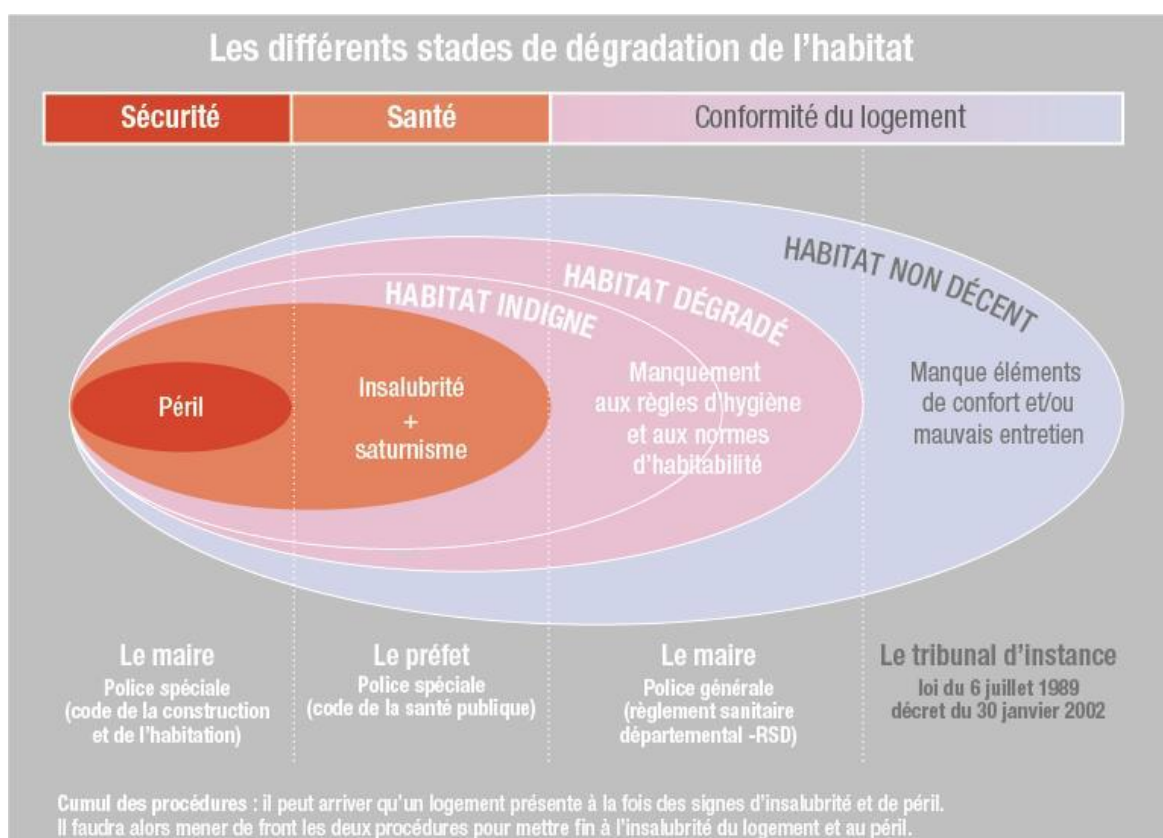 Les différents stades de dégradation de l'habitat
Sécurité
Santé
Conformité du logement
HABITAT NON DÉCENT
HABITAT DÉGRADÉ
HABITAT INDIGNE
Péril
Insalubrité
+
saturnisme
Manquement
aux règles d'hygiène
et aux normes
d'habitabilité
Manque éléments
de confort et/ou
mauvais entretien
Le maire
Police spéciale
(code de la construction
et de l'habitation)
Le préfet
Police spéciale
(code de la santé publique)
Le maire
Police générale
(règlement sanitaire
départemental -RSD)
Le tribunal d'instance
loi du 6 juillet 1989
décret du 30 janvier 2002
Cumul des procédures : il peut arriver qu'un logement présente à la fois des signes d'insalubrité et de péril.
Il faudra alors mener de front les deux procédures pour mettre fin à l'insalubrité du logement et au péril.